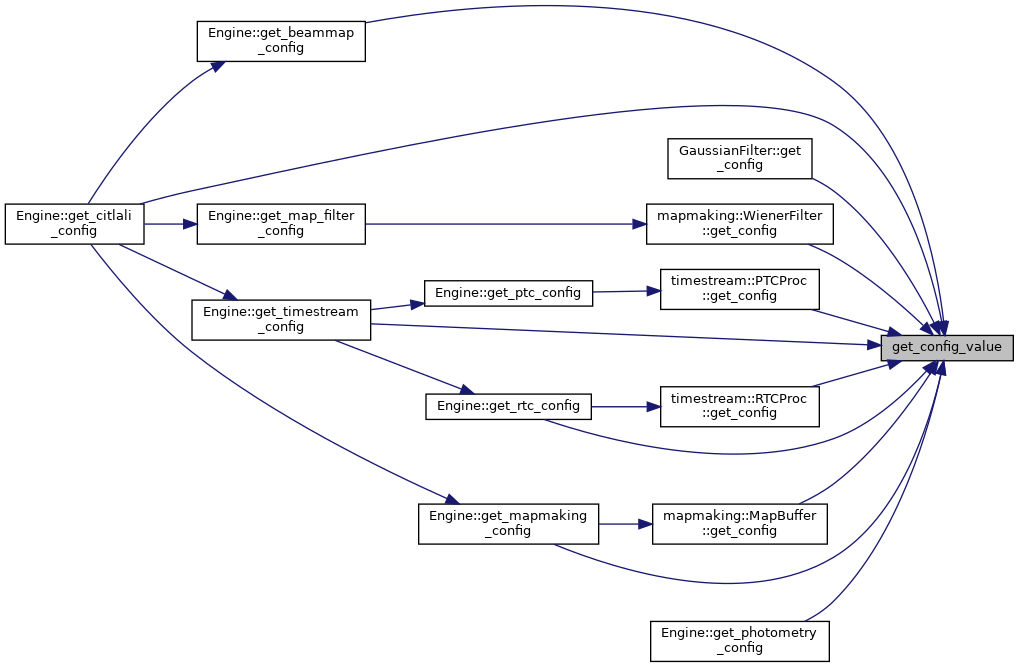 Engine::get_beammap
_config
GaussianFilter::get
_config
Engine::get_citlali
_config
Engine::get_map_filter
_config
mapmaking::WienerFilter
::get_config
timestream::PTCProc
::get_config
Engine::get_ptc_config
Engine::get_timestream
_config
get_config_value
timestream::RTCProc
::get_config
Engine::get_rtc_config
Engine::get_mapmaking
_config
mapmaking::MapBuffer
::get_config
Engine::get_photometry
_config